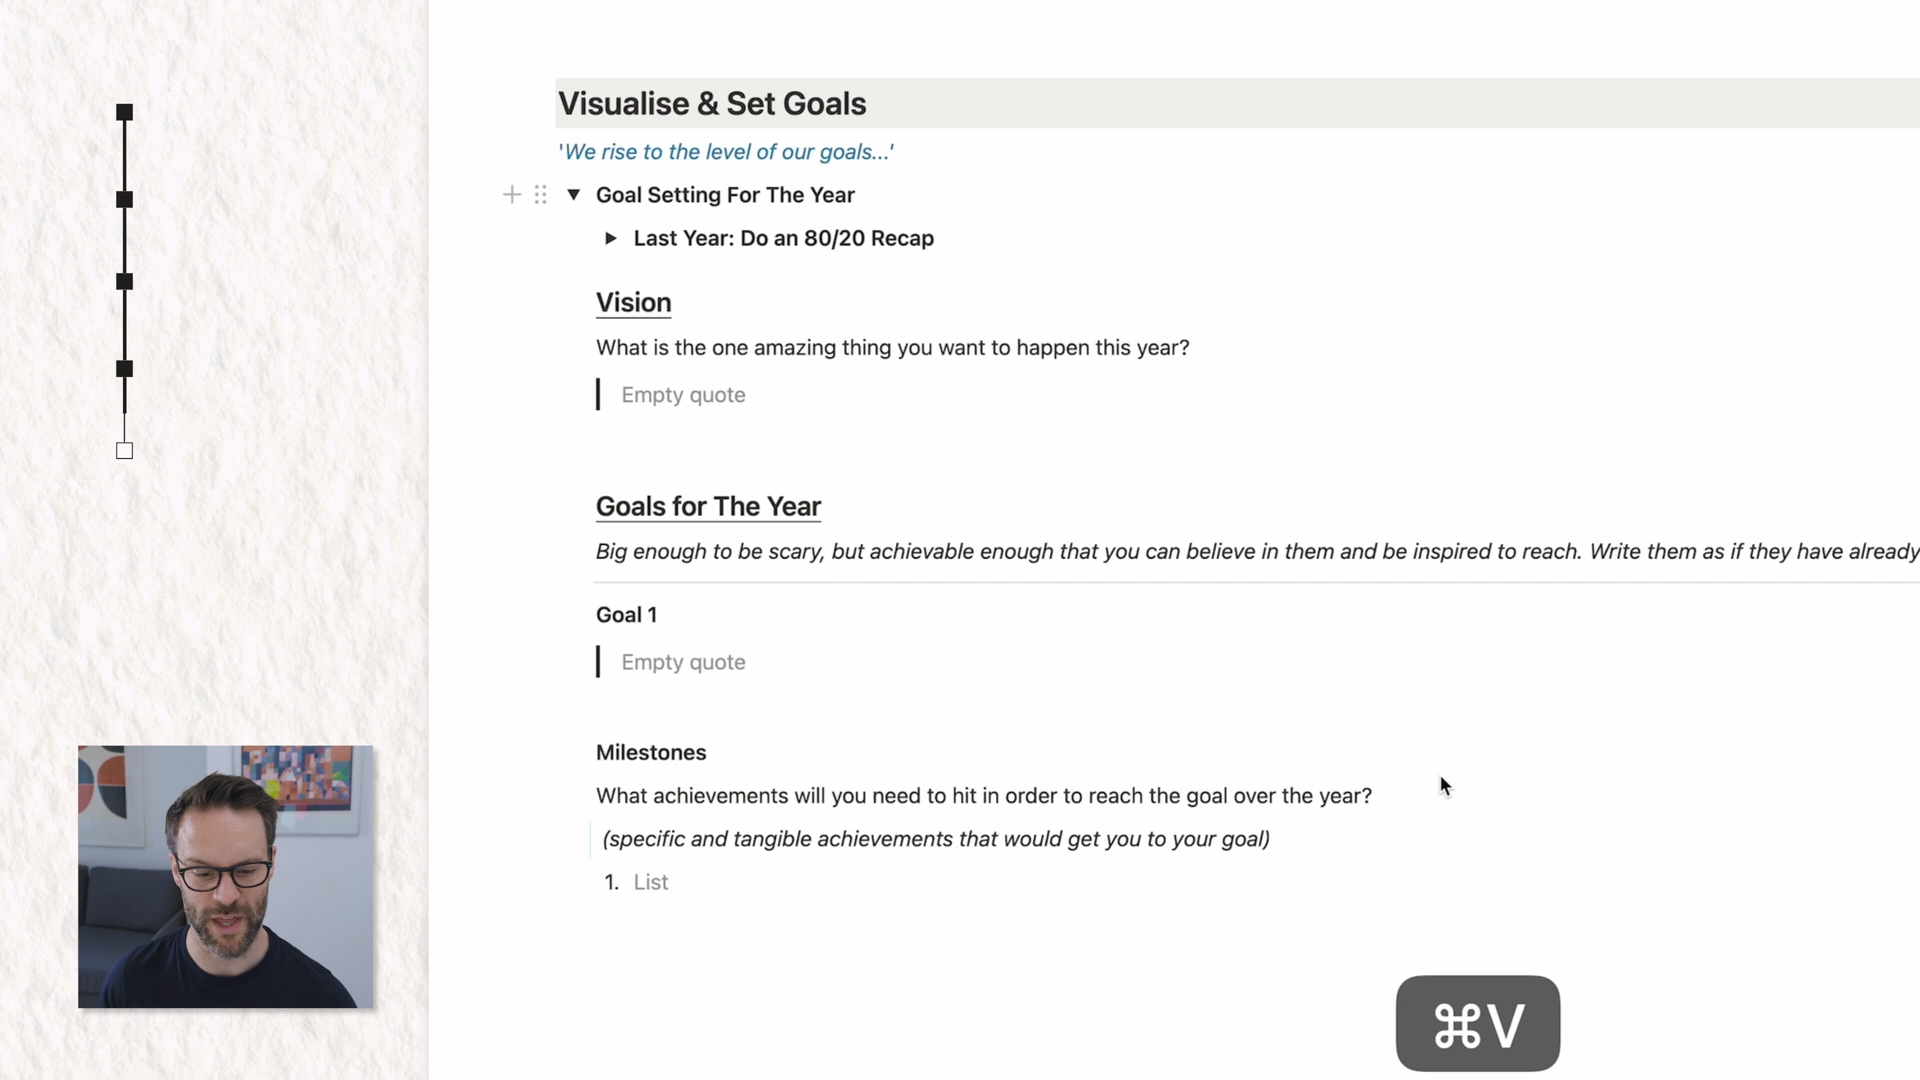 Visualise & Set Goals
'We rise to the level of our goals...'
Goal Setting For The Year
Last Year: Do an 80/20 Recap
Vision
What is the one amazing thing you want to happen this year?
Empty quote
Goals for The Year
Big enough to be scary, but achievable enough that you can believe in them and be inspired to reach. Write them as if they have already
Goal 1
Empty quote
Milestones
What achievements will you need to hit in order to reach the goal over the year?
(specific and tangible achievements that would get you to your goal)
1. List
⌘V